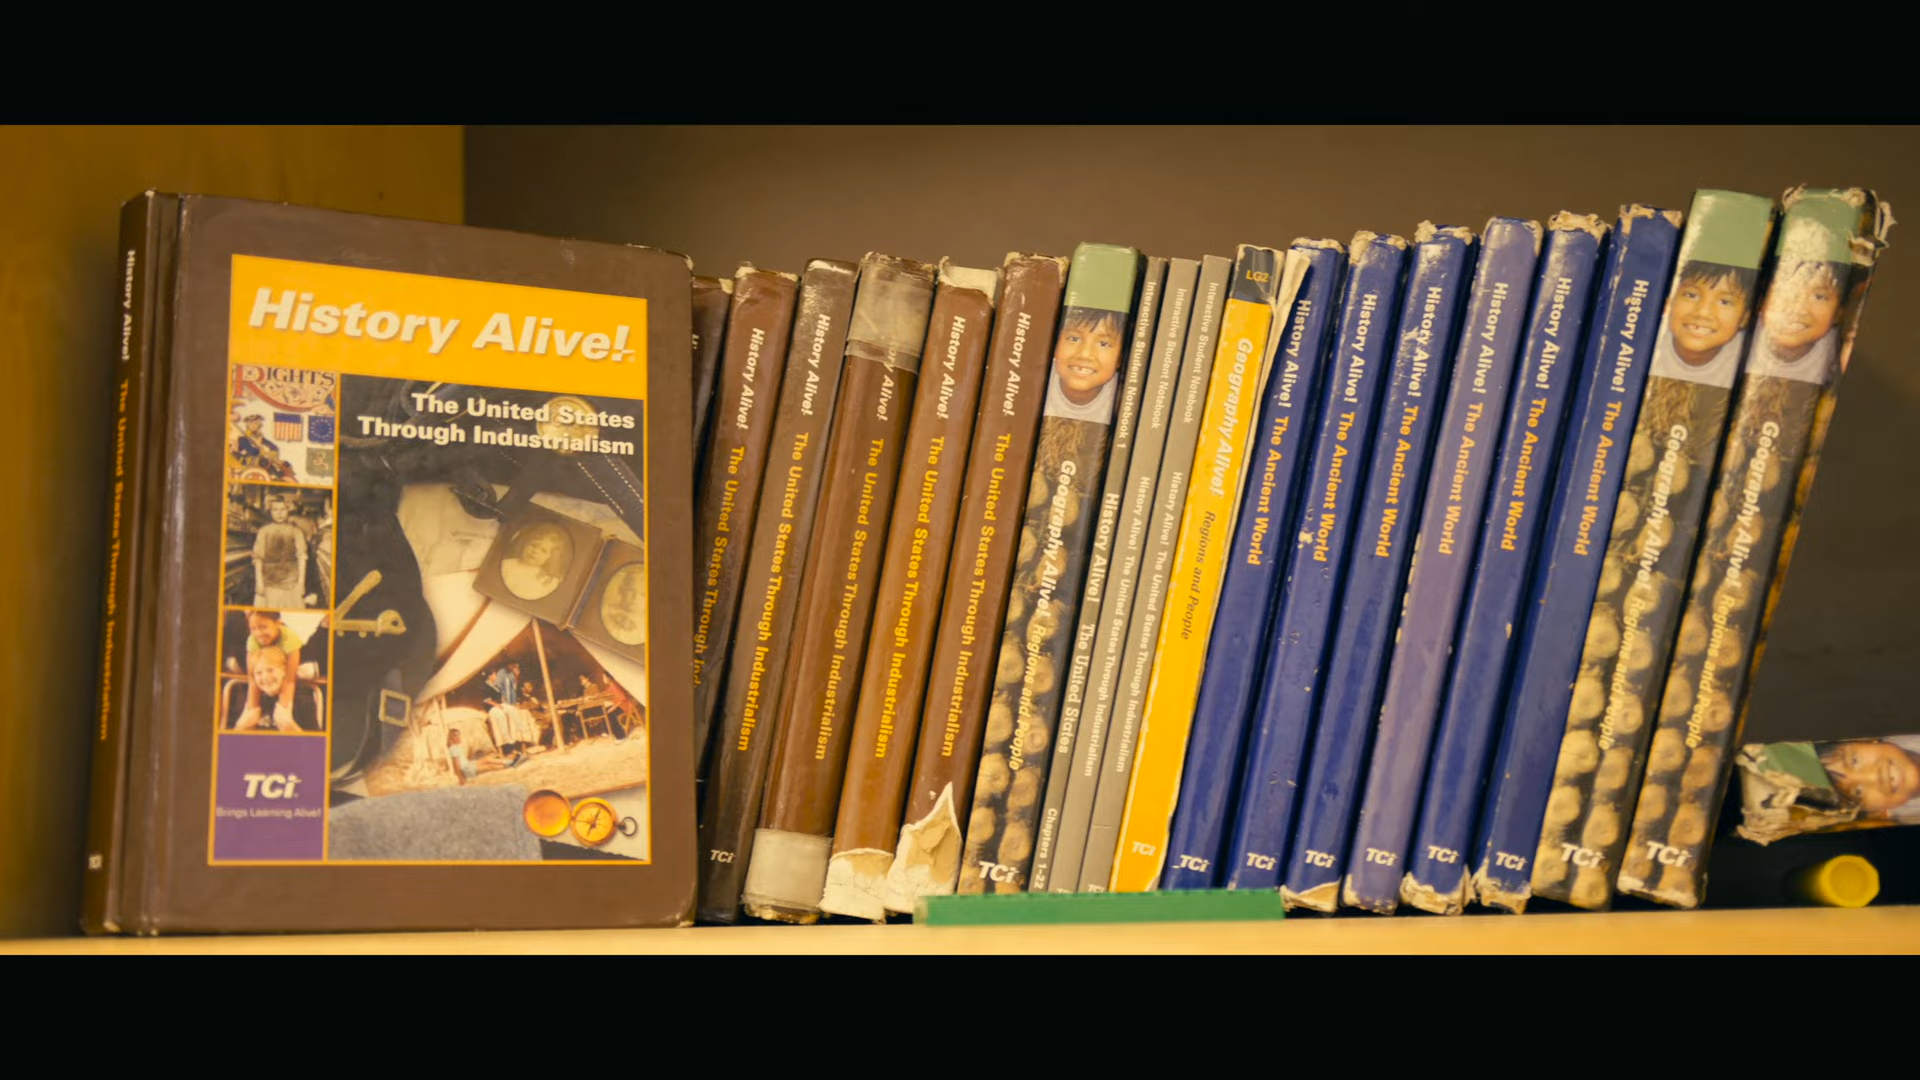 History Alive! The United States Through Industrialism
History Alive!
RIGHTS
The United States
Through Industrialism
TCi
Brings Learning Alive!
History Alive! The United States Through Industrialism
TCi
History Alive! The United States Through Industrialism
Alive! The United States Through Industrialism
History Alive! The United States Through Industrialism
History Alive! The United States Through Industrialism
Geography Alive! Regions and People
TCi
Interactive Student Notebook 1
History Alive! The United States
Chapters 1-22
Interactive Student Notebook
History Alive! The United States Through Industrialism
Interactive Student Notebook
History Alive! The United States Through Industrialism
LG2
Geography Alive! Regions and People
TCi
History Alive! The Ancient World
TCi
History Alive! The Ancient World
TCi
History Alive! The Ancient World
TCi
History Alive! The Ancient World
TCi
History Alive! The Ancient World
TCi
History Alive! The Ancient World
TCi
Geography Alive! Regions and People
TCi
Geography Alive! Regions and People
TCi